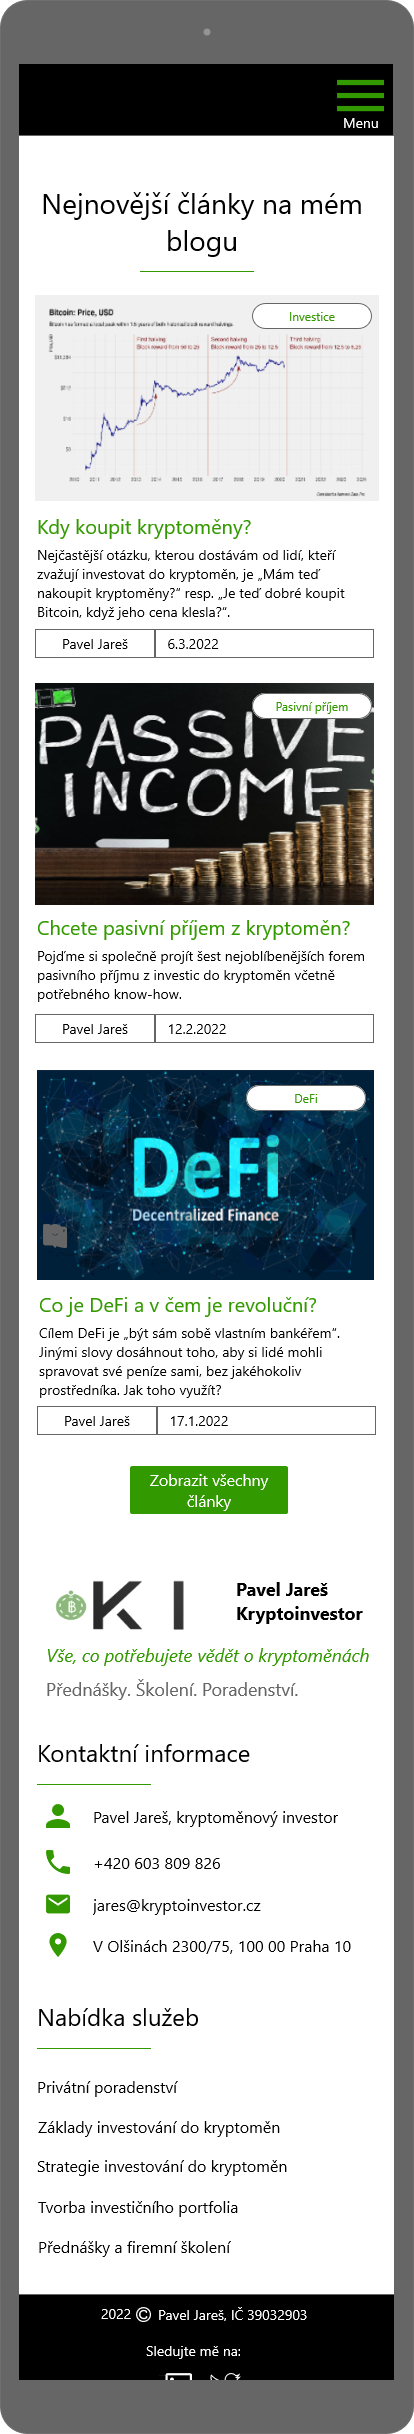 Menu
Nejnovější články na mém
blogu
Bitcoin: Price, USD
Investice
First halving
Second halving
Third halving
Kdy koupit kryptoměny?
Nejčastější otázku, kterou dostávám od lidí, kteří
zvažují investovat do kryptoměn, je „Mám teď
nakoupit kryptoměny?“ resp. „Je teď dobré koupit
Bitcoin, když jeho cena klesla?“.
Pavel Jareš
6.3.2022
Pasivní příjem
PASSIVE
INCOME
Chcete pasivní příjem z kryptoměn?
Pojďme si společně projít šest nejoblíbenějších forem
pasivního příjmu z investic do kryptoměn včetně
potřebného know-how.
Pavel Jareš
12.2.2022
DeFi
DeFi
Decentralized Finance
Co je DeFi a v čem je revoluční?
Cílem DeFi je „být sám sobě vlastním bankéřem“.
Jinými slovy dosáhnout toho, aby si lidé mohli
spravovat své peníze sami, bez jakéhokoliv
prostředníka. Jak toho využít?
Pavel Jareš
17.1.2022
Zobrazit všechny
články
KI
Pavel Jareš
Kryptoinvestor
Vše, co potřebujete vědět o kryptoměnách
Přednášky. Školení. Poradenství.
Kontaktní informace
Pavel Jareš, kryptoměnový investor
+420 603 809 826
jares@kryptoinvestor.cz
V Olšinách 2300/75, 100 00 Praha 10
Nabídka služeb
Privátní poradenství
Základy investování do kryptoměn
Strategie investování do kryptoměn
Tvorba investičního portfolia
Přednášky a firemní školení
2022 © Pavel Jareš, IČ 39032903
Sledujte mě na: